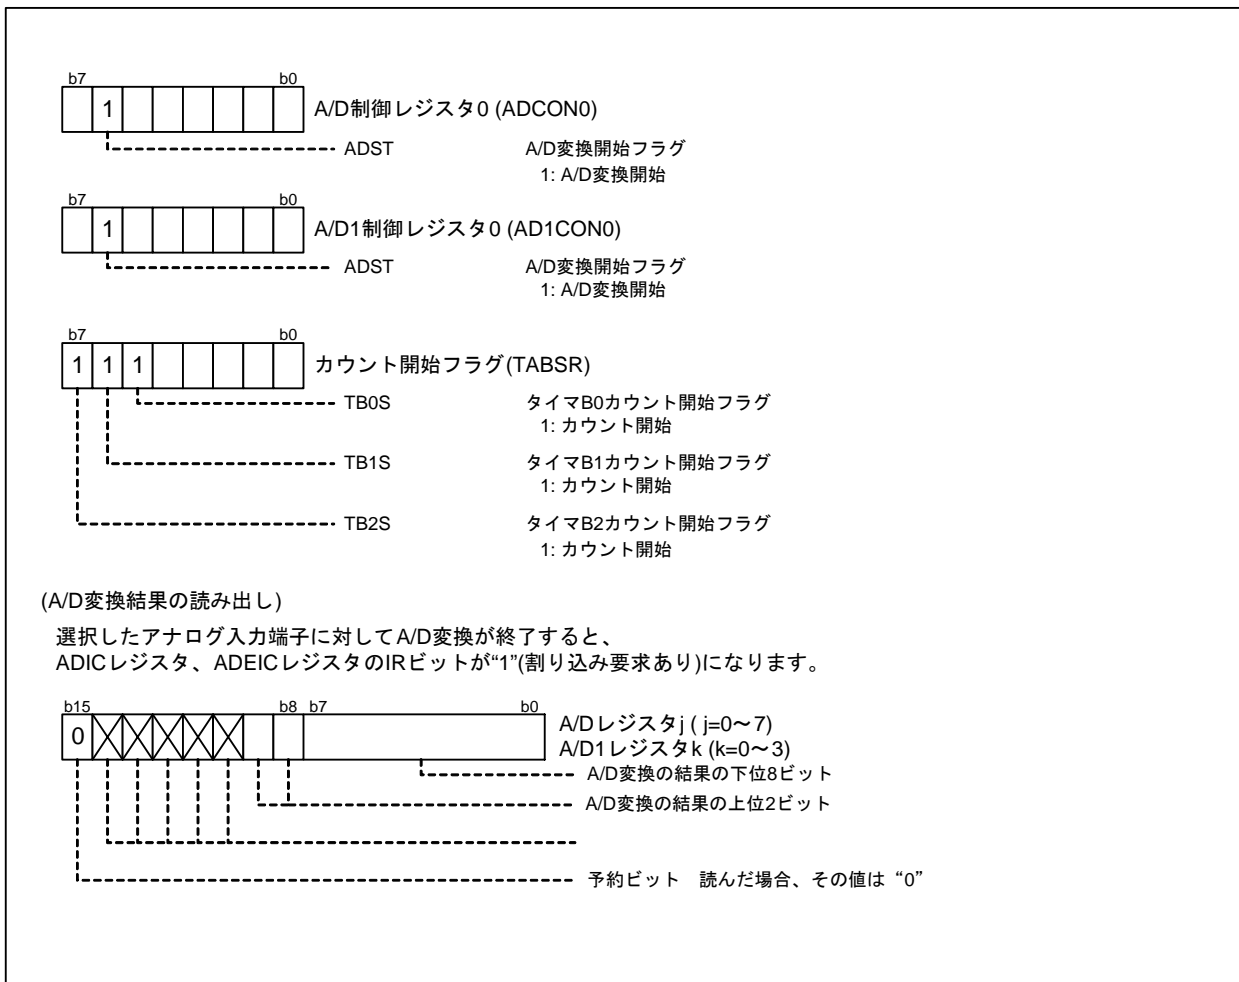 b7 b0
1 A/D制御レジスタ0 (ADCON0)
ADST A/D変換開始フラグ
1: A/D変換開始
b7 b0
1 A/D1制御レジスタ0 (AD1CON0)
ADST A/D変換開始フラグ
1: A/D変換開始
b7 b0
1 1 1 カウント開始フラグ(TABSR)
TB0S タイマB0カウント開始フラグ
1: カウント開始
TB1S タイマB1カウント開始フラグ
1: カウント開始
TB2S タイマB2カウント開始フラグ
1: カウント開始
(A/D変換結果の読み出し)
選択したアナログ入力端子に対してA/D変換が終了すると、
ADICレジスタ、ADEICレジスタのIRビットが“1”(割り込み要求あり)になります。
b15 b8 b7 b0
0 A/Dレジスタj ( j=0～7)
A/D1レジスタk (k=0～3)
A/D変換の結果の下位8ビット
A/D変換の結果の上位2ビット
予約ビット　読んだ場合、その値は“0”